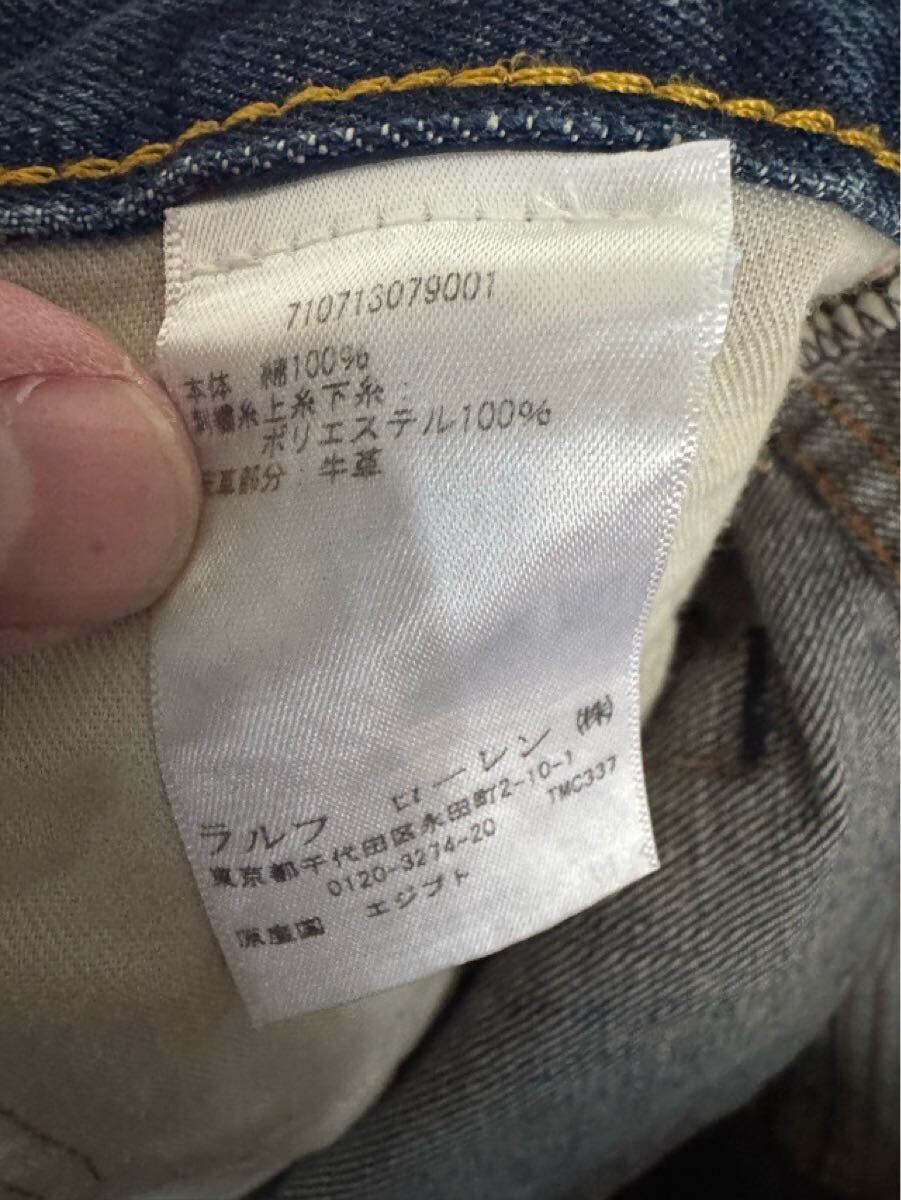 710713079001
本体 綿100%
刺繍糸上糸下糸:
ポリエステル100%
革部分: 牛革
ラルフ ローレン (株)
東京都千代田区永田町2-10-1
0120-3274-20 TMC337
原産国 エジプト